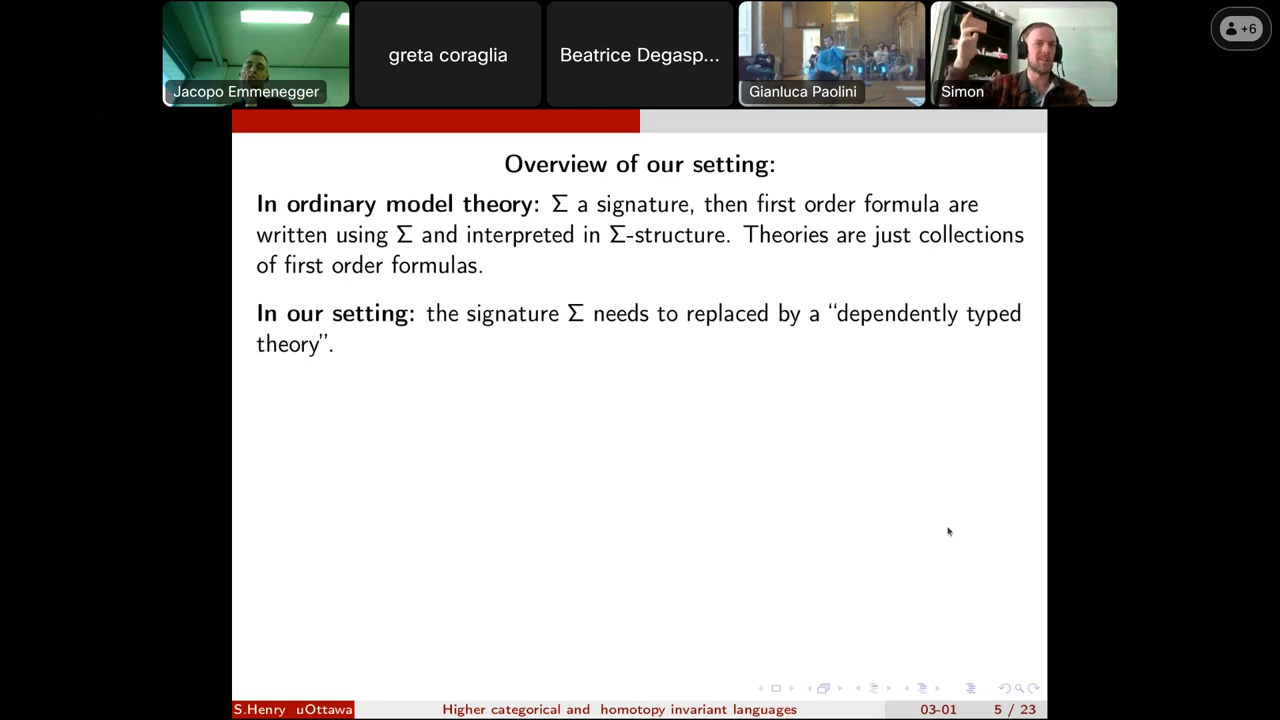 greta coraglia
Beatrice Degasp...
+6
Jacopo Emmenegger
Gianluca Paolini
Simon
Overview of our setting:
In ordinary model theory: Σ a signature, then first order formula are
written using Σ and interpreted in Σ-structure. Theories are just collections
of first order formulas.
In our setting: the signature Σ needs to replaced by a “dependently typed
theory”.
S.Henry uOttawa
Higher categorical and homotopy invariant languages
03-01
5 / 23